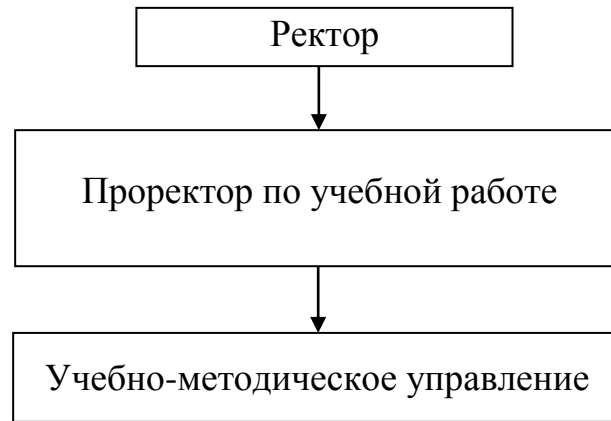 Ректор
Проректор по учебной работе
Учебно-методическое управление